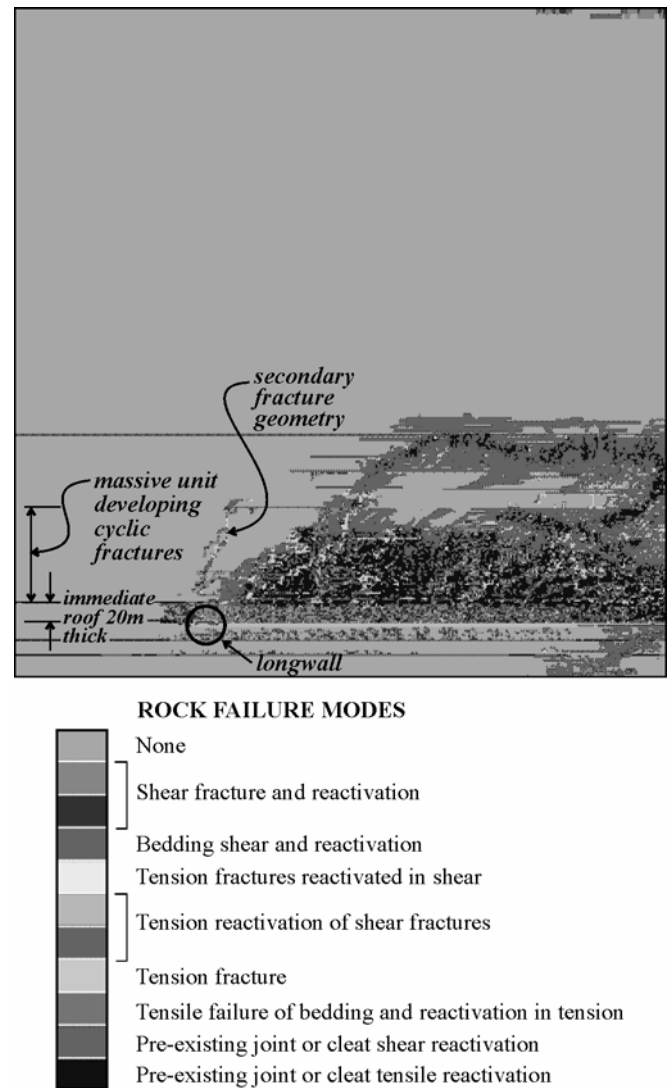 secondary
fracture
geometry
massive unit
developing
cyclic
fractures
immediate
roof 20m
thick
longwall
ROCK FAILURE MODES
None
Shear fracture and reactivation
Bedding shear and reactivation
Tension fractures reactivated in shear
Tension reactivation of shear fractures
Tension fracture
Tensile failure of bedding and reactivation in tension
Pre-existing joint or cleat shear reactivation
Pre-existing joint or cleat tensile reactivation